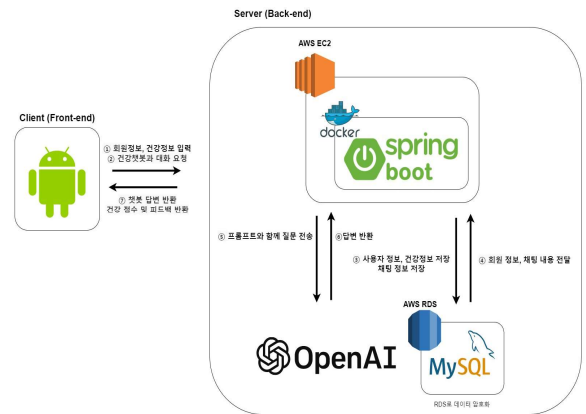 Server (Back-end)
AWS EC2
docker
spring
boot
Client (Front-end)
① 회원정보, 건강정보 입력
② 건강챗봇과 대화 요청
⑦ 챗봇 답변 반환
건강 점수 및 피드백 반환
⑤ 프롬프트와 함께 질문 전송
⑥답변 반환
③ 사용자 정보, 건강정보 저장
채팅 정보 저장
④ 회원 정보, 채팅 내용 전달
OpenAI
AWS RDS
MySQL
RDS로 데이터 암호화